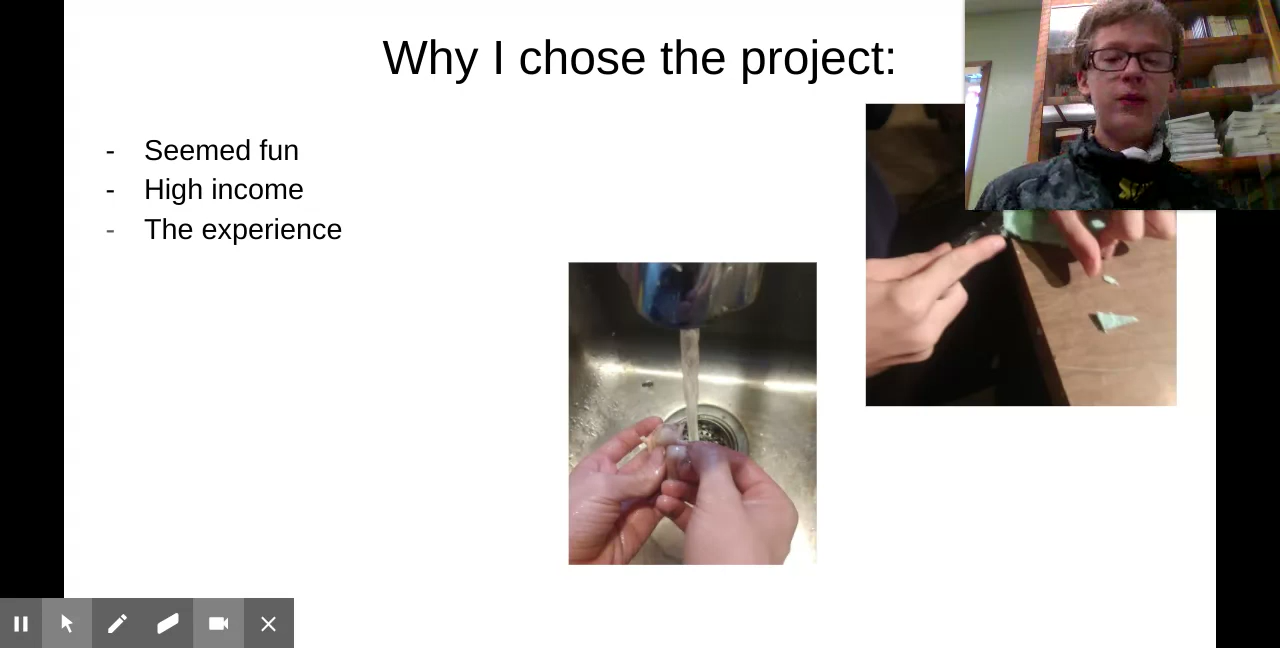 Why I chose the project:
- Seemed fun
- High income
- The experience